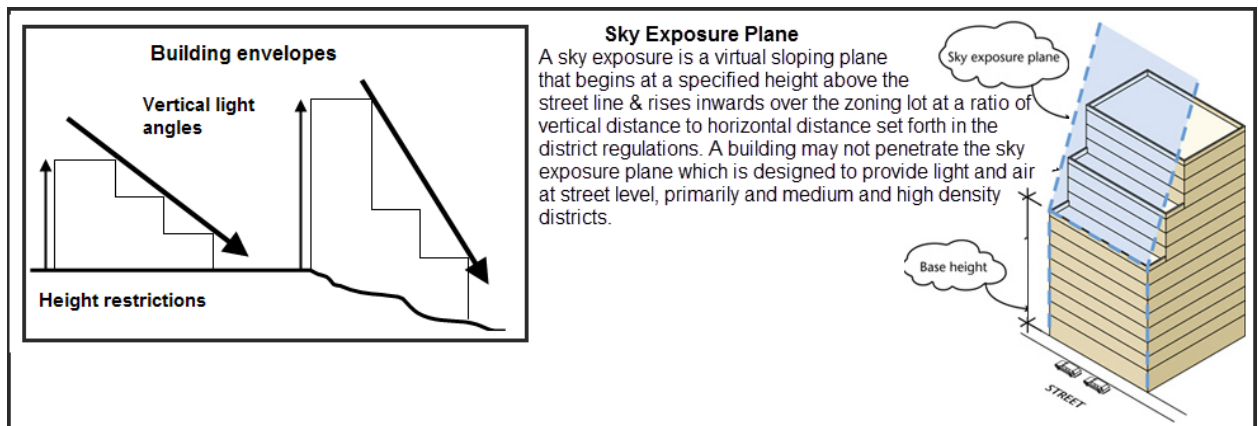 Building envelopes
Vertical light
angles
Height restrictions
Sky Exposure Plane
A sky exposure is a virtual sloping plane
that begins at a specified height above the
street line & rises inwards over the zoning lot at a ratio of
vertical distance to horizontal distance set forth in the
district regulations. A building may not penetrate the sky
exposure plane which is designed to provide light and air
at street level, primarily and medium and high density
districts.
Sky exposure plane
Base height
STREET